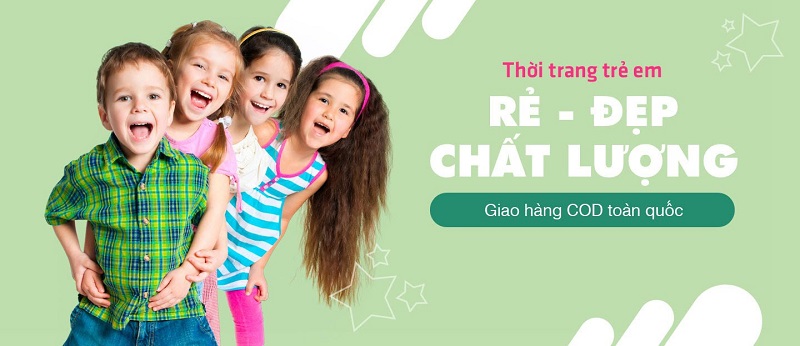 Thời trang trẻ em
RẺ - ĐẸP
CHẤT LƯỢNG
Giao hàng COD toàn quốc